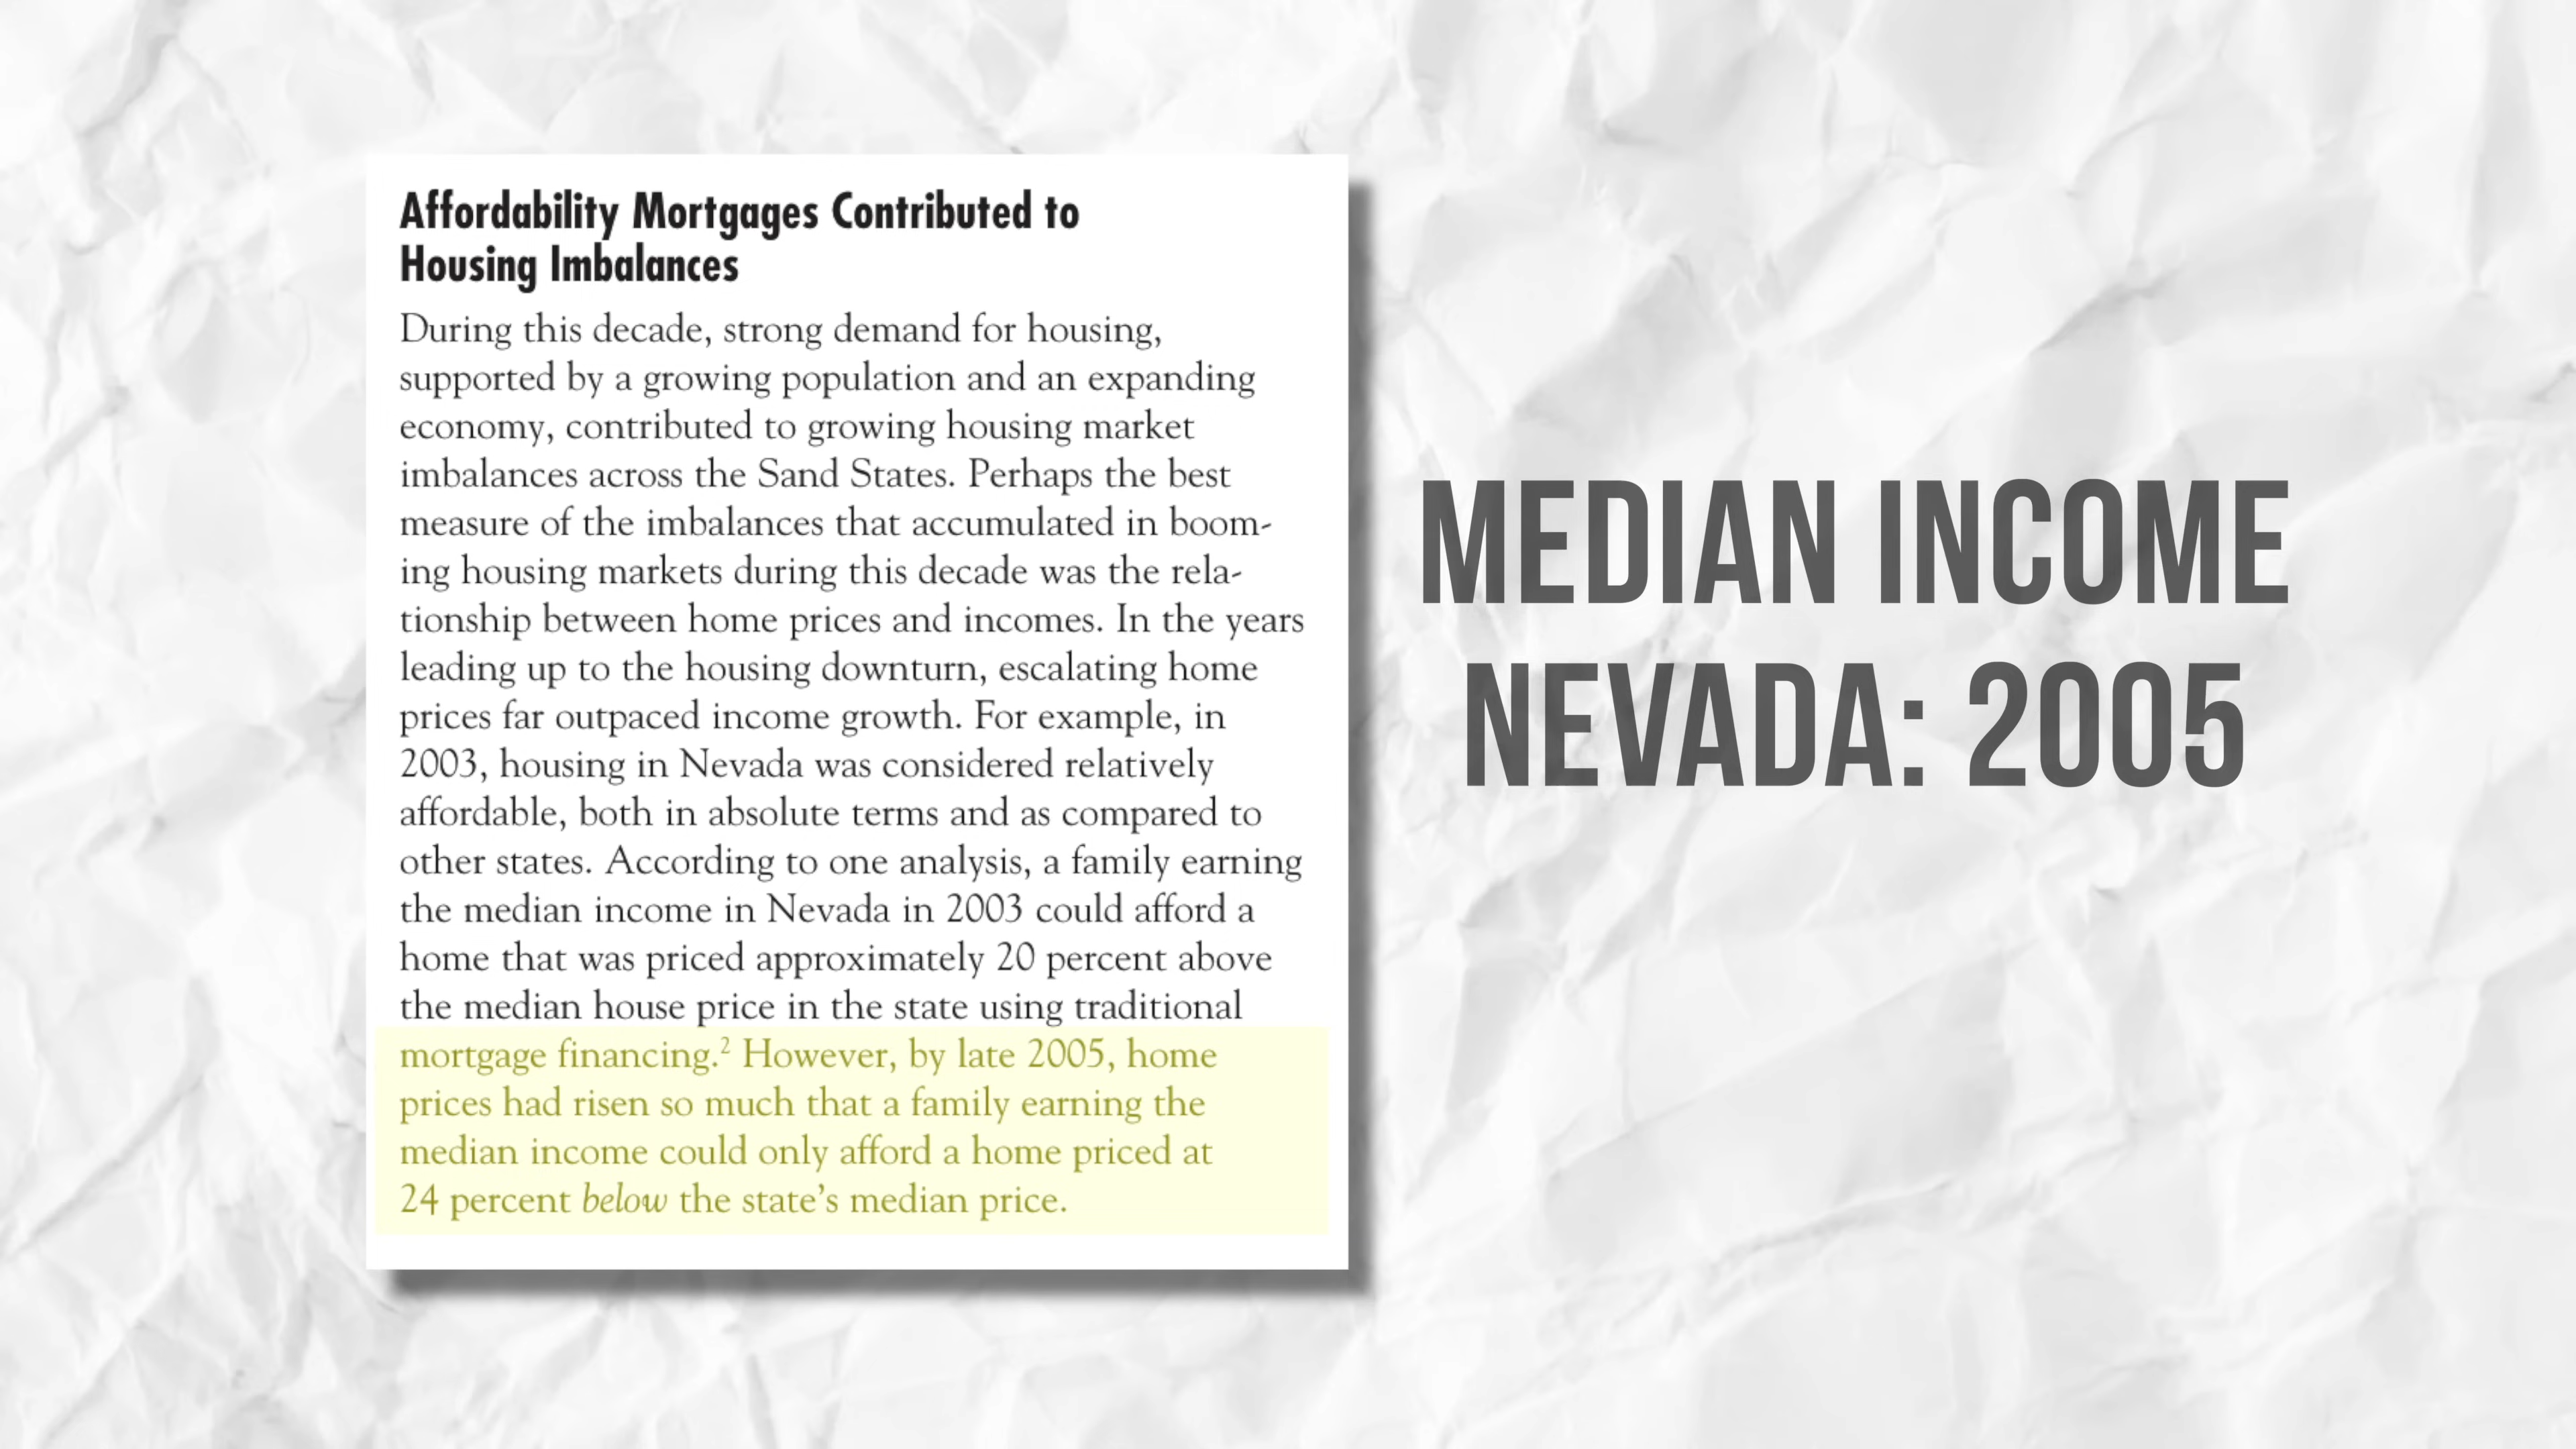 Affordability Mortgages Contributed to
Housing Imbalances
During this decade, strong demand for housing,
supported by a growing population and an expanding
economy, contributed to growing housing market
imbalances across the Sand States. Perhaps the best
measure of the imbalances that accumulated in boom-
ing housing markets during this decade was the rela-
tionship between home prices and incomes. In the years
leading up to the housing downturn, escalating home
prices far outpaced income growth. For example, in
2003, housing in Nevada was considered relatively
affordable, both in absolute terms and as compared to
other states. According to one analysis, a family earning
the median income in Nevada in 2003 could afford a
home that was priced approximately 20 percent above
the median house price in the state using traditional
mortgage financing.² However, by late 2005, home
prices had risen so much that a family earning the
median income could only afford a home priced at
24 percent below the state's median price.
MEDIAN INCOME
NEVADA: 2005